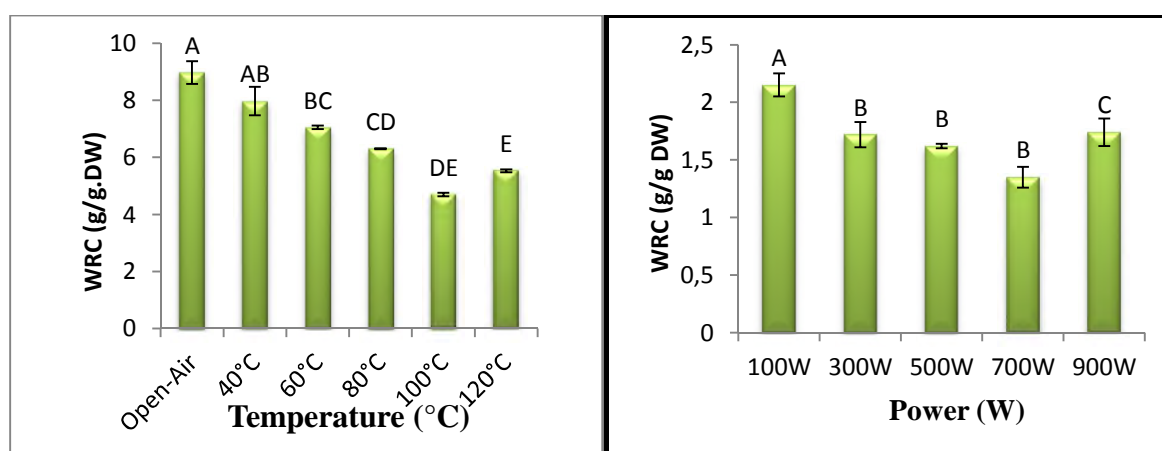 WRC (g/g.DW)
10
8
6
4
2
0
A
AB
BC
CD
DE
E
Open-Air
40°C
60°C
80°C
100°C
120°C
Temperature (°C)
WRC (g/g DW)
2,5
2
1,5
1
0,5
0
A
B
B
B
C
100W
300W
500W
700W
900W
Power (W)